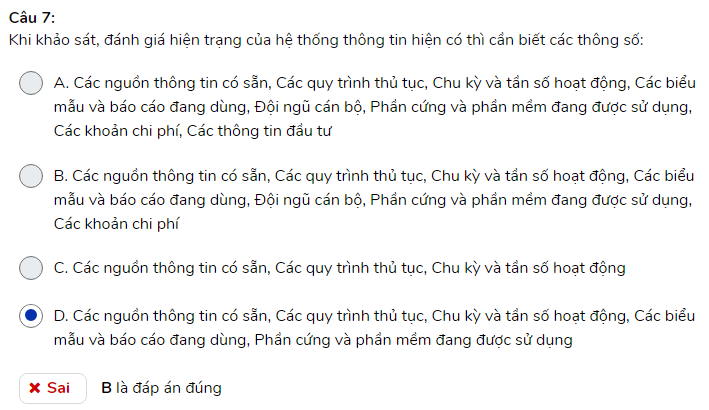 Câu 7:
Khi khảo sát, đánh giá hiện trạng của hệ thống thông tin hiện có thì cần biết các thông số:
A. Các nguồn thông tin có sẵn, Các quy trình thủ tục, Chu kỳ và tần số hoạt động, Các biểu
mẫu và báo cáo đang dùng, Đội ngũ cán bộ, Phần cứng và phần mềm đang được sử dụng,
Các khoản chi phí, Các thông tin đầu tư
B. Các nguồn thông tin có sẵn, Các quy trình thủ tục, Chu kỳ và tần số hoạt động, Các biểu
mẫu và báo cáo đang dùng, Đội ngũ cán bộ, Phần cứng và phần mềm đang được sử dụng,
Các khoản chi phí
C. Các nguồn thông tin có sẵn, Các quy trình thủ tục, Chu kỳ và tần số hoạt động
D. Các nguồn thông tin có sẵn, Các quy trình thủ tục, Chu kỳ và tần số hoạt động, Các biểu
mẫu và báo cáo đang dùng, Phần cứng và phần mềm đang được sử dụng
Sai B là đáp án đúng